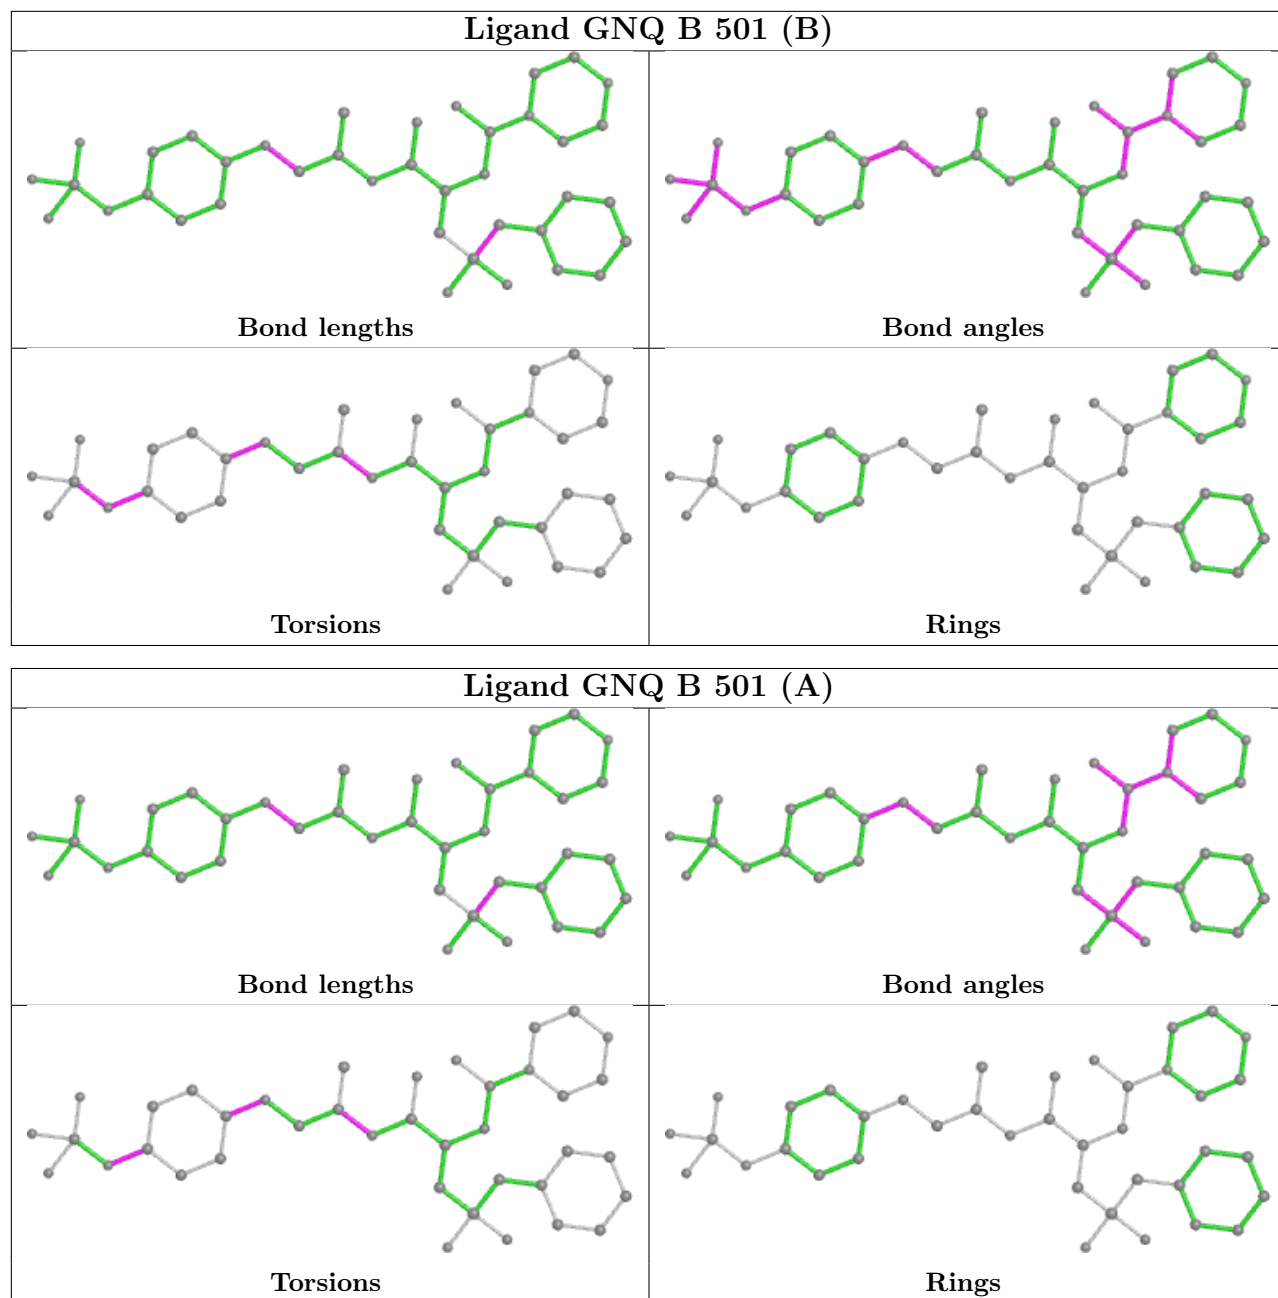 Ligand GNQ B 501 (B)
Bond lengths
Bond angles
Torsions
Rings
Ligand GNQ B 501 (A)
Bond lengths
Bond angles
Torsions
Rings